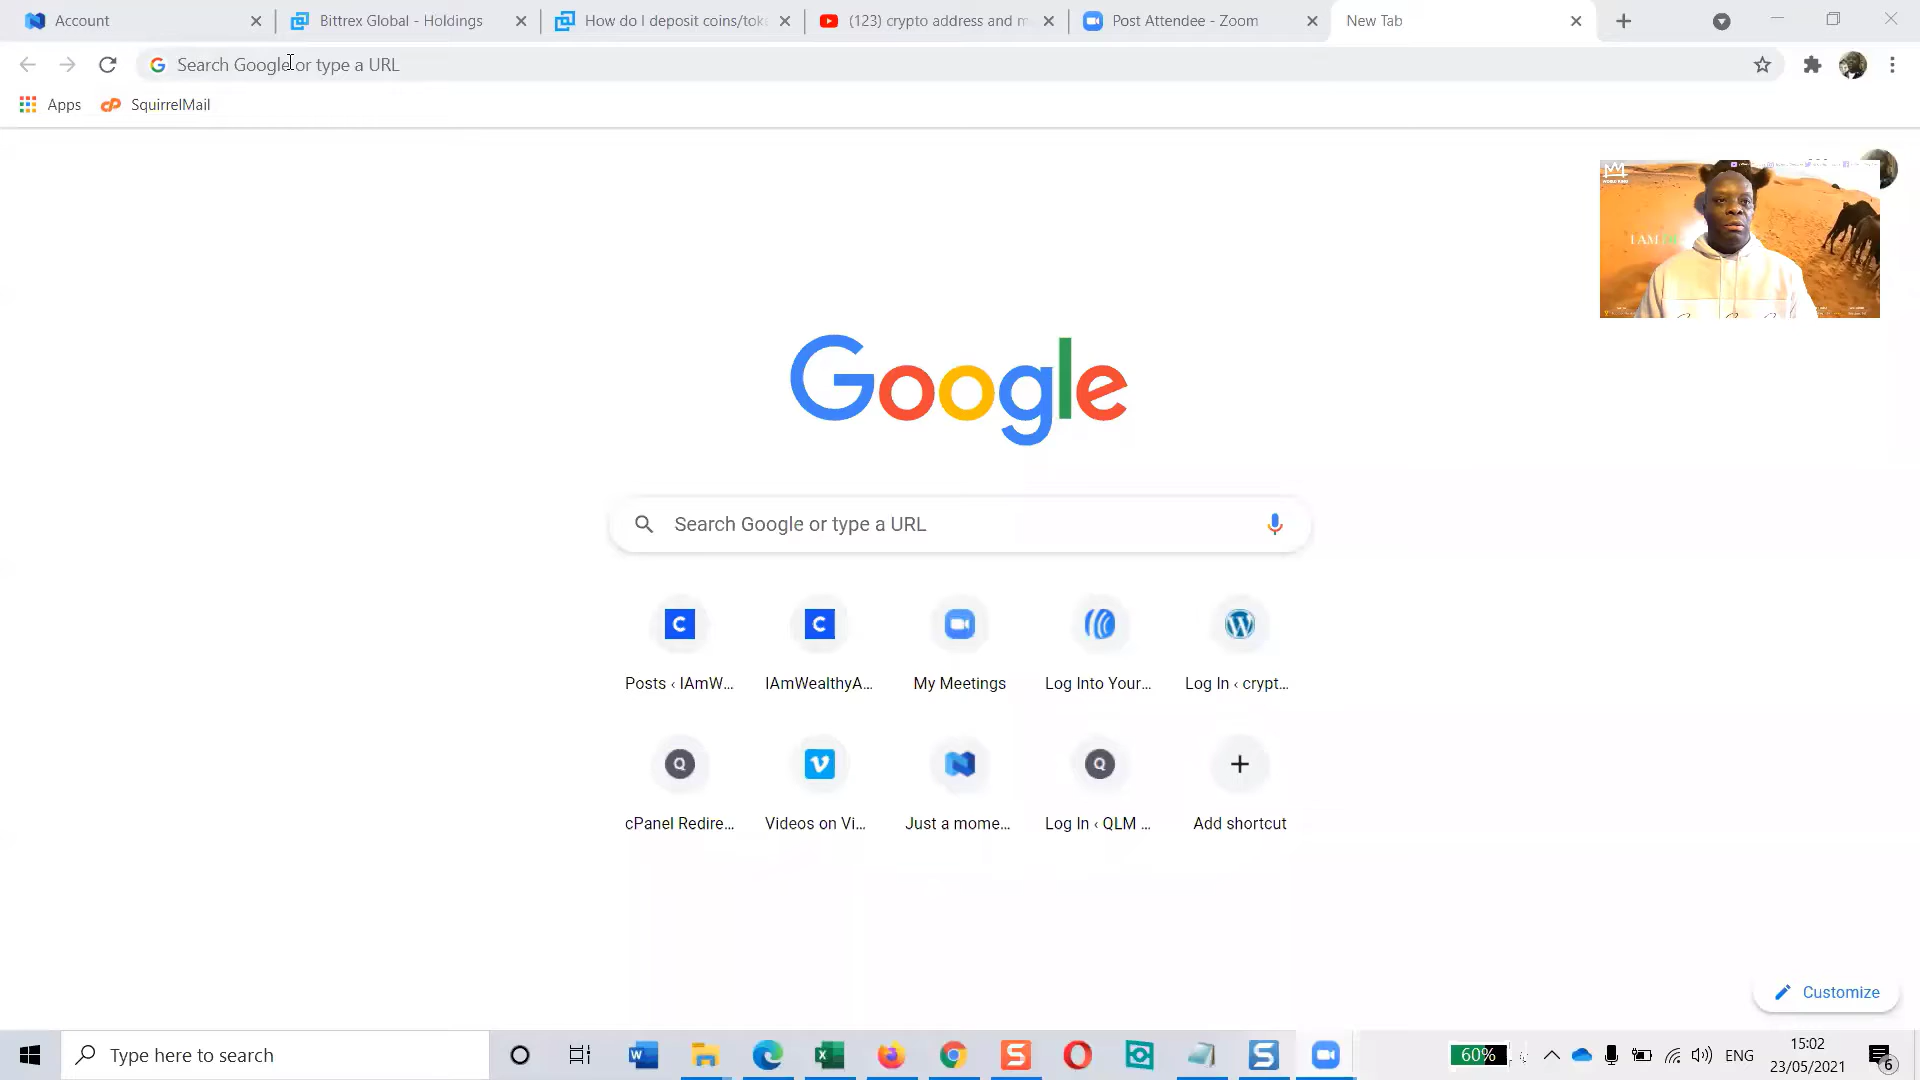 Account
Bittrex Global - Holdings
How do I deposit coins/toke
(123) crypto address and m
Post Attendee - Zoom
New Tab
Search Google or type a URL
Apps
SquirrelMail
I AM
Google
Search Google or type a URL
Posts ‹ IAmW...
IAmWealthyA...
My Meetings
Log Into Your...
Log In ‹ crypt...
cPanel Redire...
Videos on Vi...
Just a mome...
Log In ‹ QLM ...
Add shortcut
Customize
Type here to search
60%
ENG
15:02
23/05/2021
6